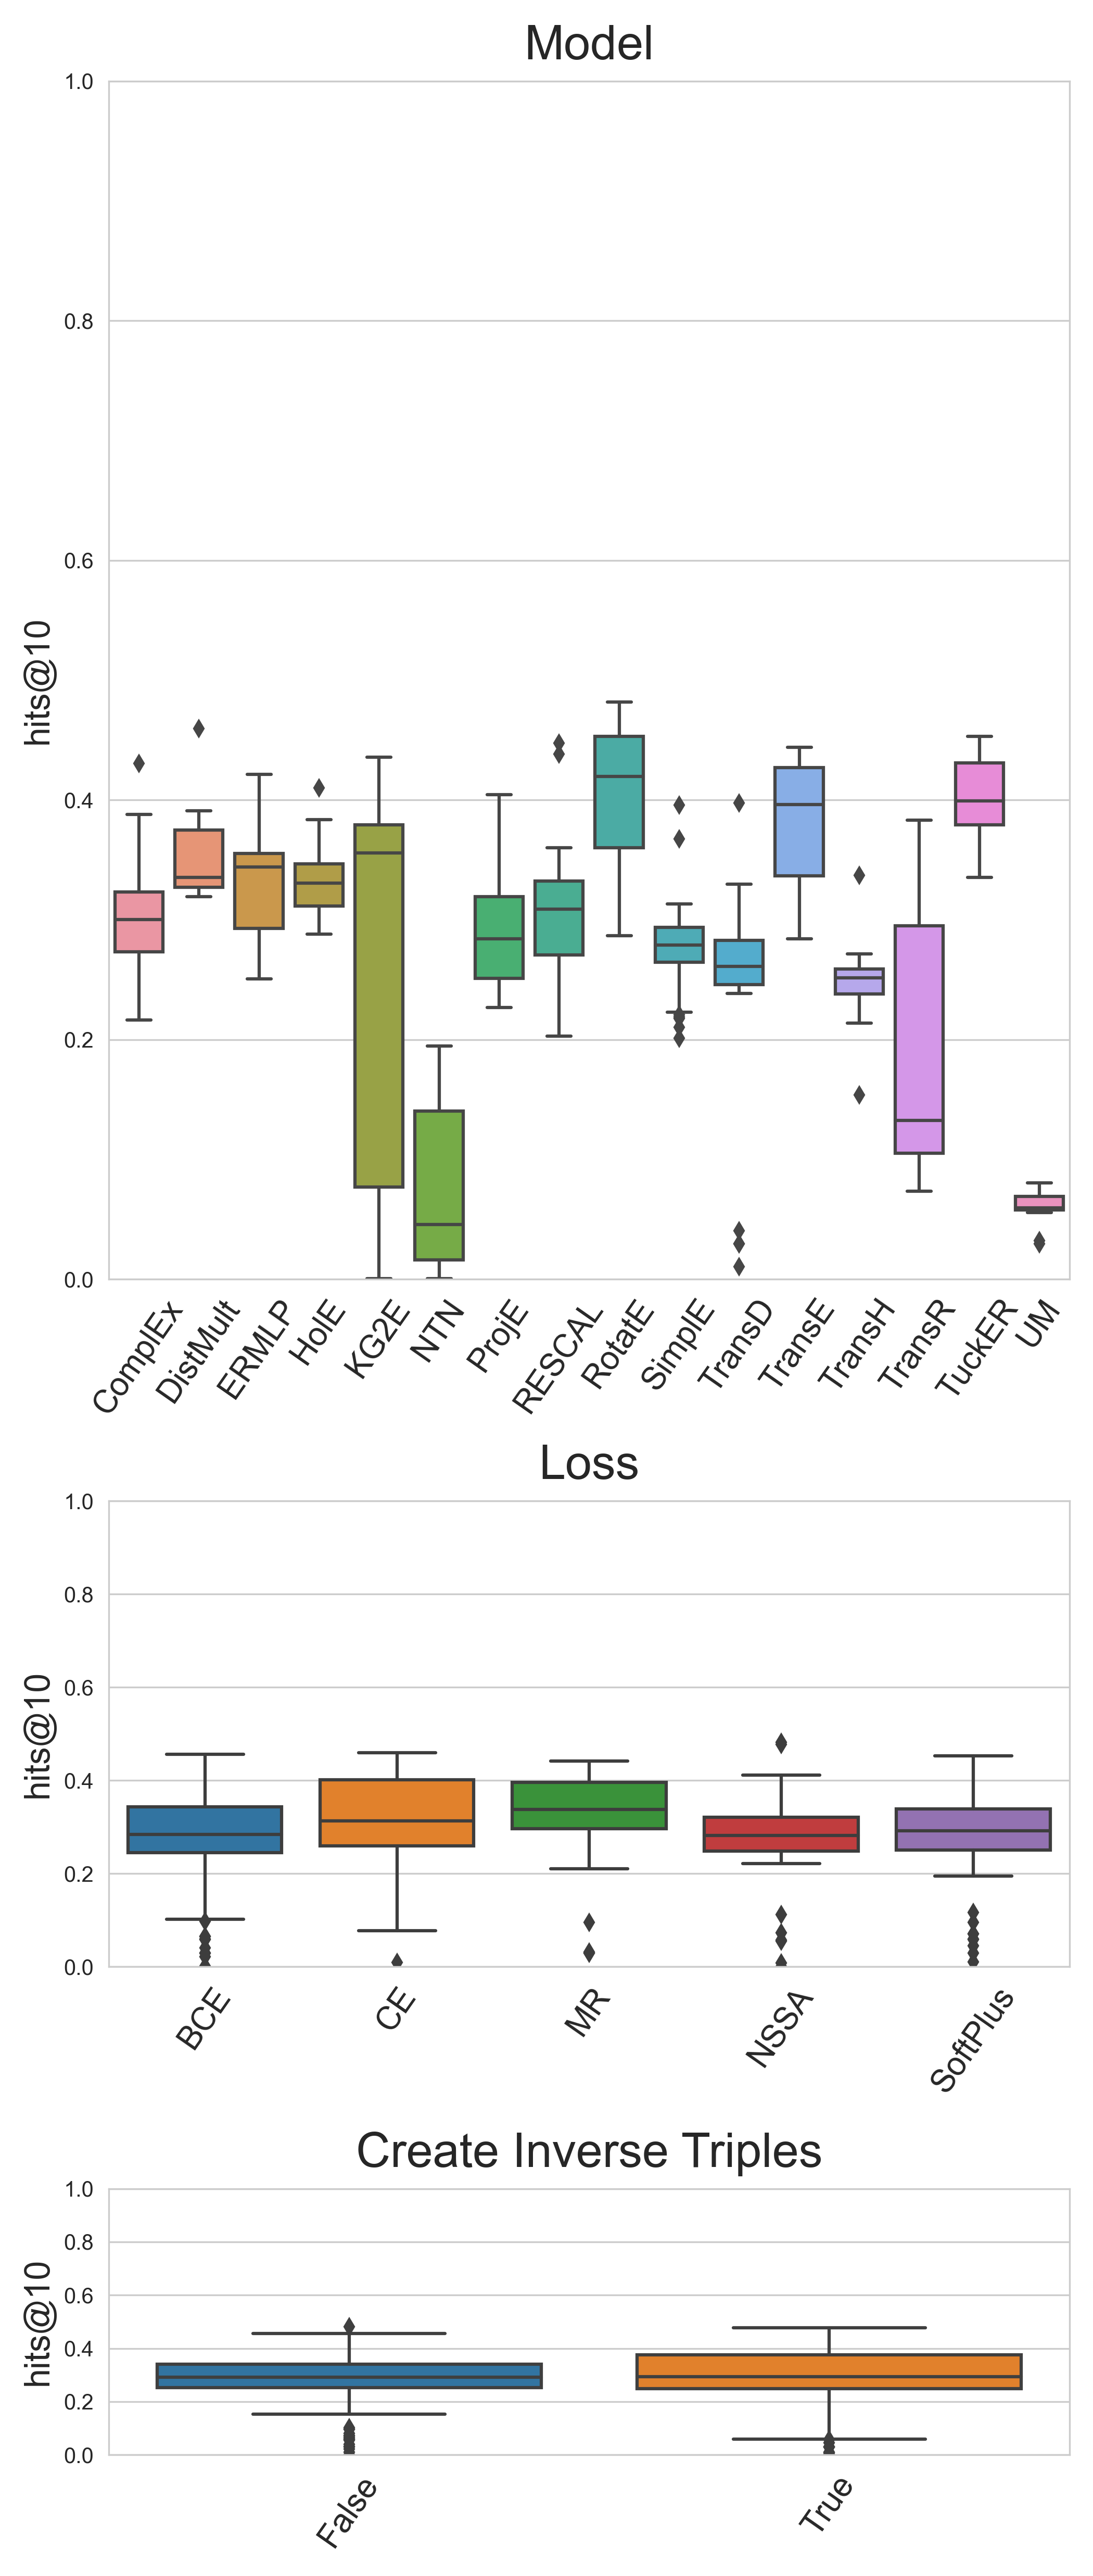 Model
1.0
0.8
0.6
0.4
0.2
0.0
hits@10
ComplEx
DistMult
ERMLP
HolE
KG2E
NTN
ProjE
RESCAL
RotatE
SimplE
TransD
TransE
TransH
TransR
TuckER
UM
Loss
1.0
0.8
0.6
0.4
0.2
0.0
hits@10
BCE
CE
MR
NSSA
SoftPlus
Create Inverse Triples
1.0
0.8
0.6
0.4
0.2
0.0
hits@10
False
True